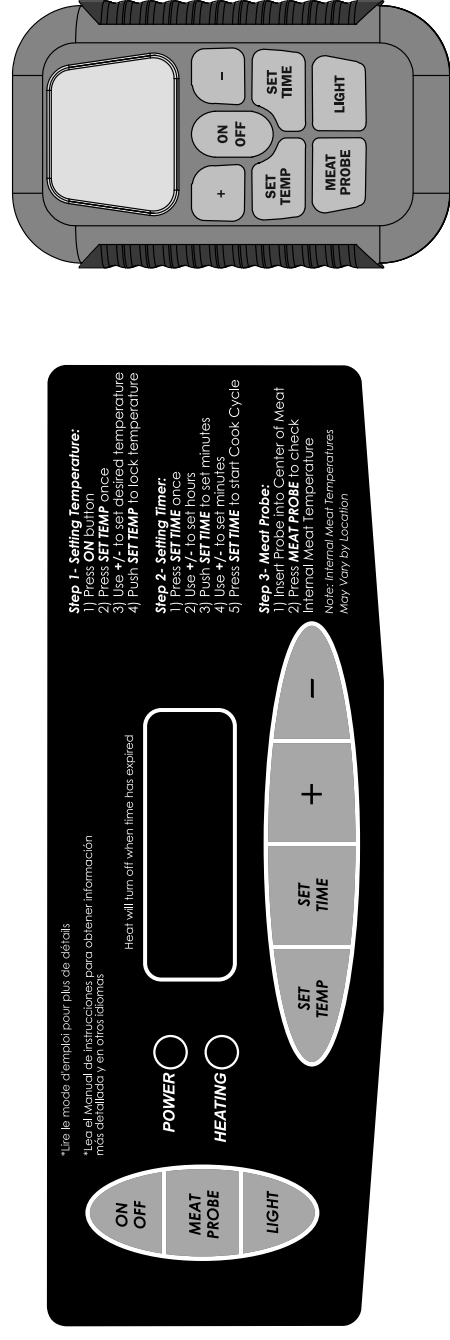 *Lire le mode d'emploi pour plus de détails
*Lea el Manual de instrucciones para obtener información
más detallada y en otros idiomas
Heat will turn off when time has expired
POWER
HEATING
ON
OFF
MEAT
PROBE
LIGHT
SET
TEMP
SET
TIME
+
–
Step 1- Setting Temperature:
1) Press ON button
2) Press SET TEMP once
3) Use +/- to set desired temperature
4) Push SET TEMP to lock temperature
Step 2- Setting Timer:
1) Press SET TIME once
2) Use +/- to set hours
3) Push SET TIME to set minutes
4) Use +/- to set minutes
5) Press SET TIME to start Cook Cycle
Step 3- Meat Probe:
1) Insert Probe into Center of Meat
2) Press MEAT PROBE to check
Internal Meat Temperature
Note: Internal Meat Temperatures
May Vary by Location
+
ON
OFF
–
SET
TEMP
SET
TIME
MEAT
PROBE
LIGHT